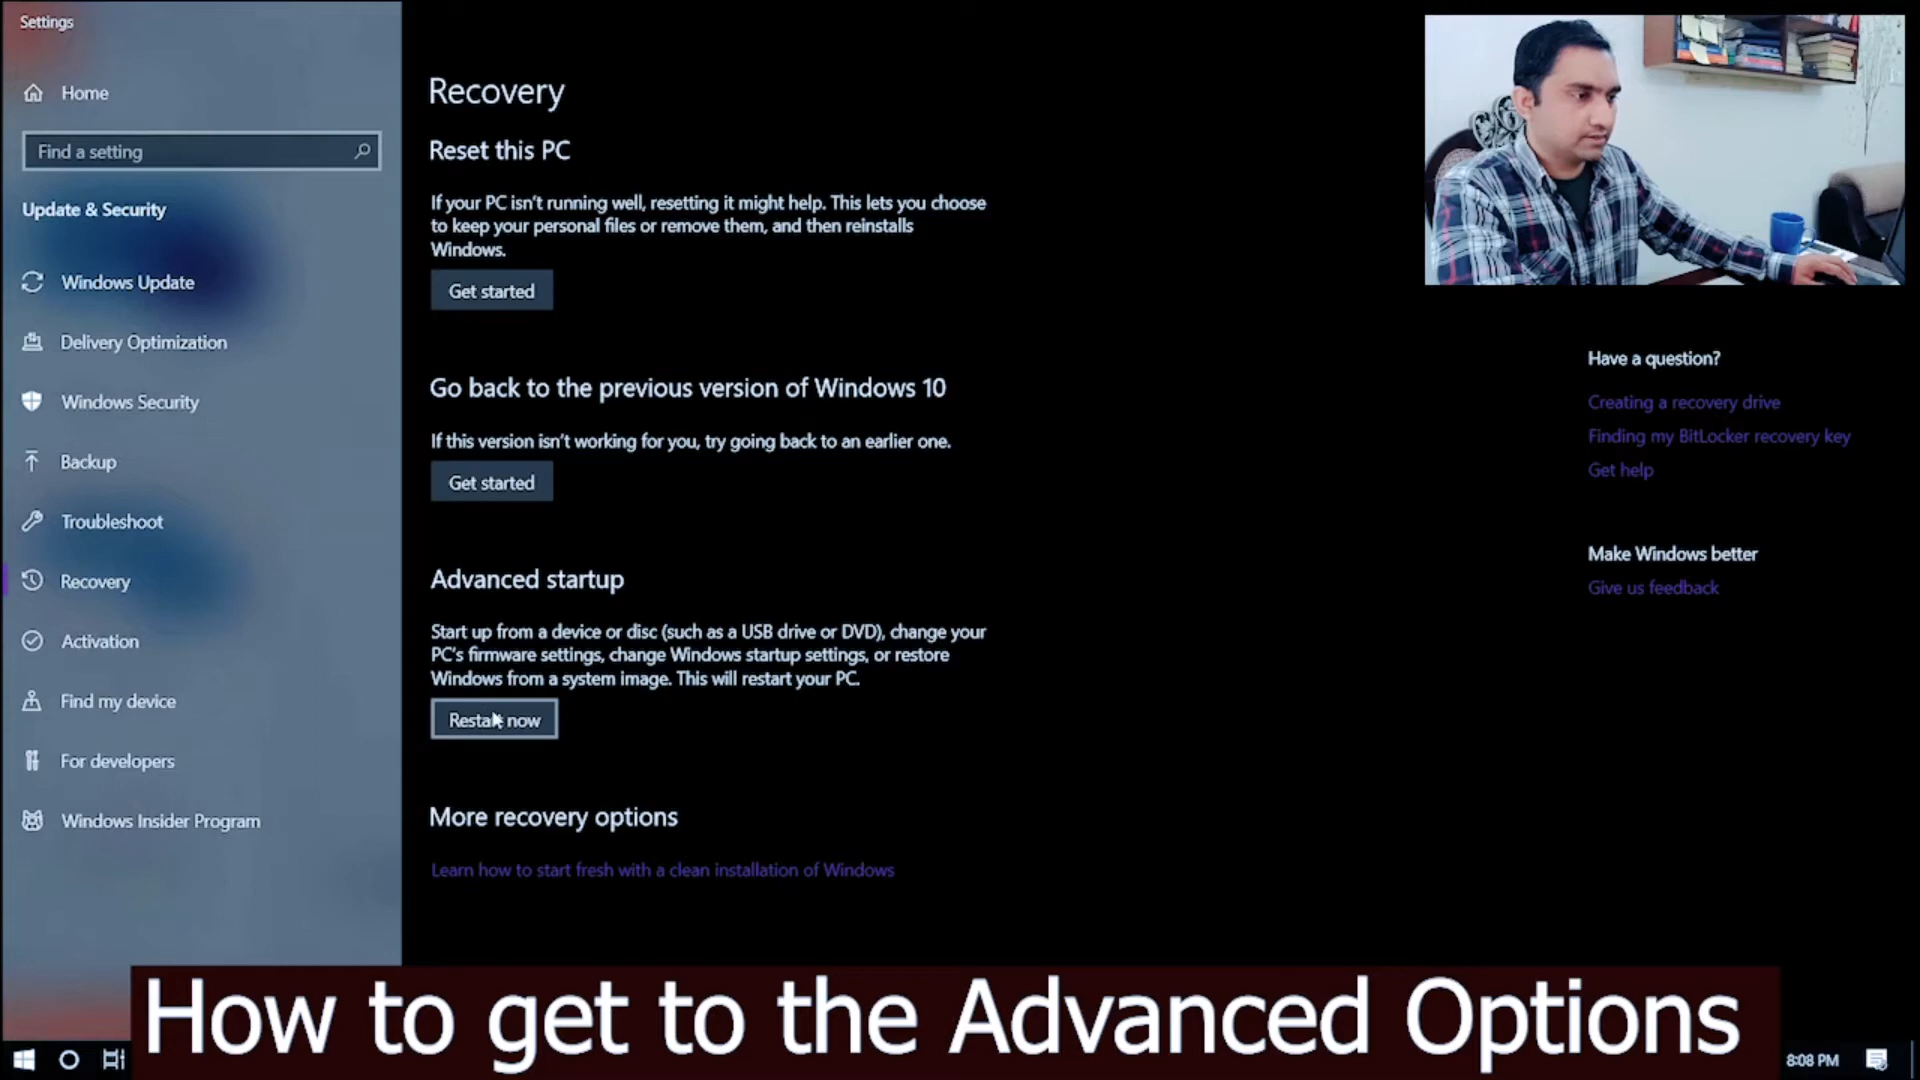 Settings
Home
Find a setting
Update & Security
Windows Update
Delivery Optimization
Windows Security
Backup
Troubleshoot
Recovery
Activation
Find my device
For developers
Windows Insider Program
Recovery
Reset this PC
If your PC isn't running well, resetting it might help. This lets you choose
to keep your personal files or remove them, and then reinstalls
Windows.
Get started
Go back to the previous version of Windows 10
If this version isn't working for you, try going back to an earlier one.
Get started
Advanced startup
Start up from a device or disc (such as a USB drive or DVD), change your
PC's firmware settings, change Windows startup settings, or restore
Windows from a system image. This will restart your PC.
Restart now
More recovery options
Learn how to start fresh with a clean installation of Windows
Have a question?
Creating a recovery drive
Finding my BitLocker recovery key
Get help
Make Windows better
Give us feedback
How to get to the Advanced Options
8:08 PM